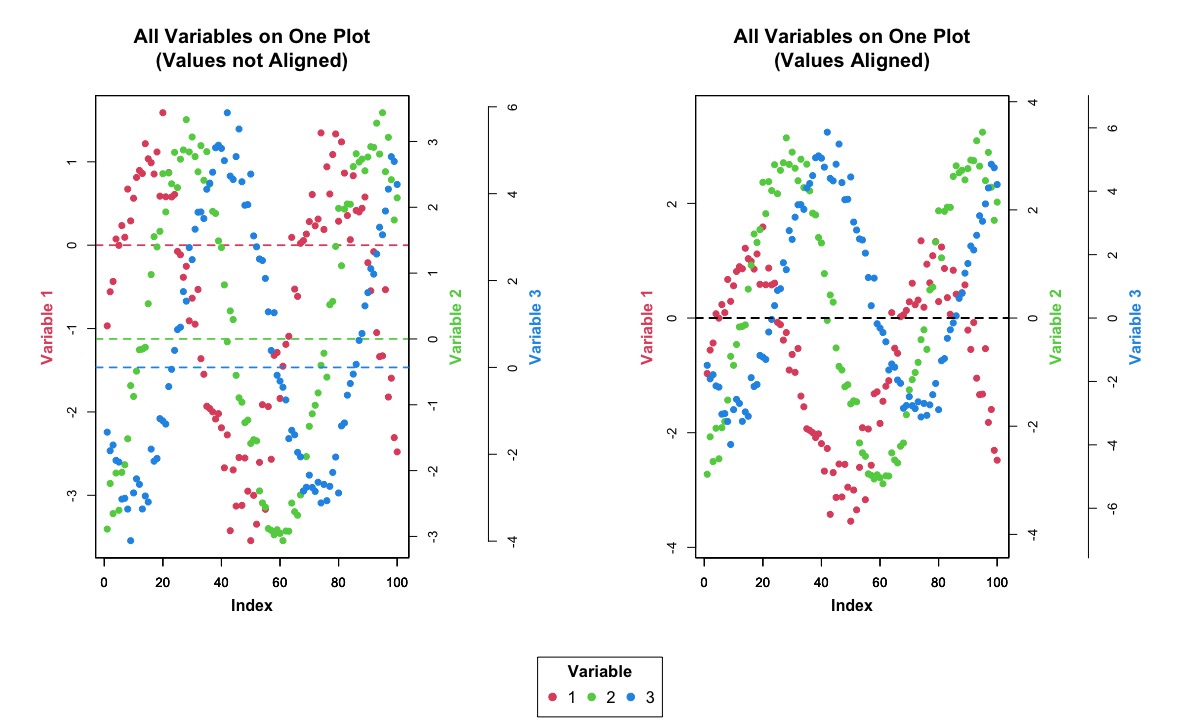 All Variables on One Plot
(Values not Aligned)
1
0
-1
-2
-3
Variable 1
3
2
1
0
-1
-2
-3
Variable 2
6
4
2
0
-2
-4
Variable 3
0 20 40 60 80 100
Index
All Variables on One Plot
(Values Aligned)
2
0
-2
-4
Variable 1
4
2
0
-2
-4
Variable 2
6
4
2
0
-2
-4
-6
Variable 3
0 20 40 60 80 100
Index
Variable
1 2 3